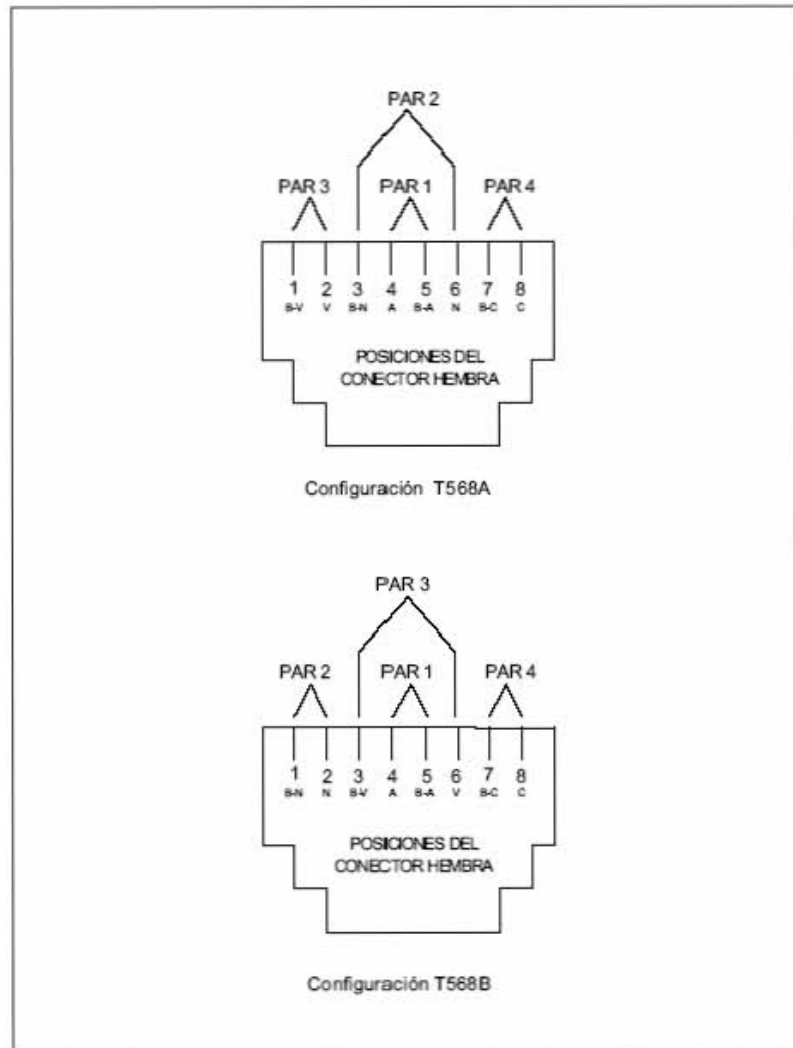 PAR 2
PAR 3 PAR 1 PAR 4
1 2 3 4 5 6 7 8
B-V V B-N A B-A N B-C C
POSICIONES DEL
CONECTOR HEMBRA
Configuración T568A
PAR 3
PAR 2 PAR 1 PAR 4
1 2 3 4 5 6 7 8
B-N N B-V A B-A V B-C C
POSICIONES DEL
CONECTOR HEMBRA
Configuración T568B